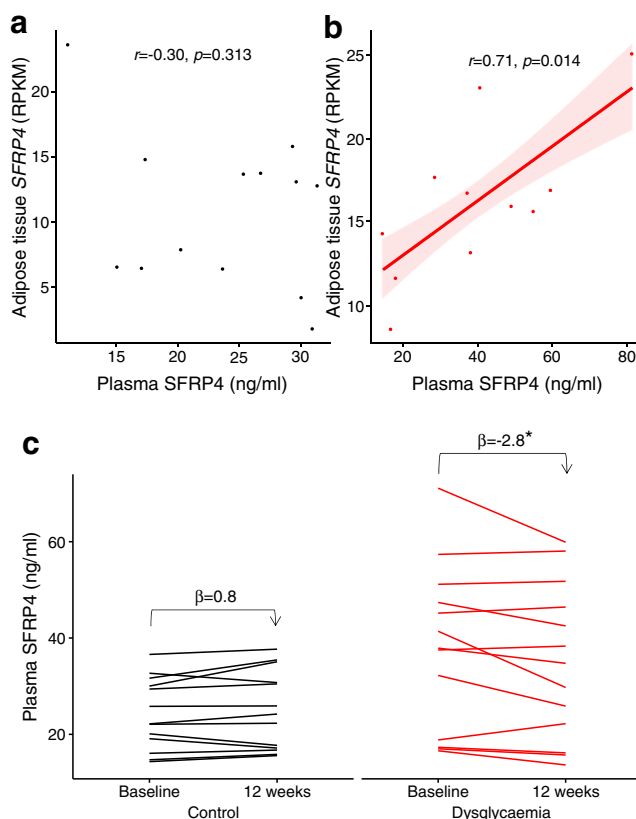 a
r=-0.30, p=0.313
Adipose tissue SFRP4 (RPKM)
20
15
10
5
15
20
25
30
Plasma SFRP4 (ng/ml)
b
r=0.71, p=0.014
Adipose tissue SFRP4 (RPKM)
25
20
15
10
20
40
60
80
Plasma SFRP4 (ng/ml)
c
Plasma SFRP4 (ng/ml)
60
40
20
β=0.8
β=-2.8*
Baseline
12 weeks
Control
Baseline
12 weeks
Dysglycaemia